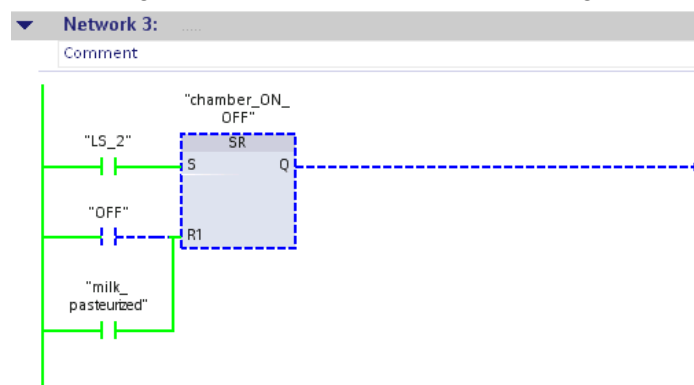 Network 3: .....
Comment
"chamber_ON_
OFF"
"LS_2"
SR
S Q
"OFF"
R1
"milk_
pasteurized"